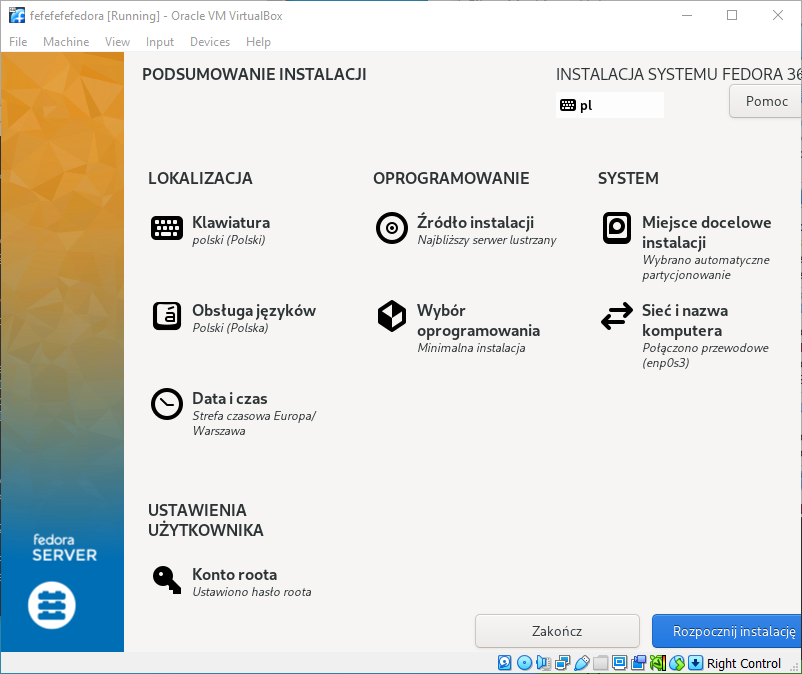 fefefefefedora [Running] - Oracle VM VirtualBox
File Machine View Input Devices Help
PODSUMOWANIE INSTALACJI
INSTALACJA SYSTEMU FEDORA 36
pl
Pomoc
LOKALIZACJA
Klawiatura
polski (Polski)
Obsługa języków
Polski (Polska)
Data i czas
Strefa czasowa Europa/
Warszawa
OPROGRAMOWANIE
Źródło instalacji
Najbliższy serwer lustrzany
Wybór
oprogramowania
Minimalna instalacja
SYSTEM
Miejsce docelowe
instalacji
Wybrano automatyczne
partycjonowanie
Sieć i nazwa
komputera
Połączono przewodowe
(enp0s3)
USTAWIENIA
UŻYTKOWNIKA
Konto roota
Ustawiono hasło roota
fedora
SERVER
Zakończ
Rozpocznij instalację
Right Control